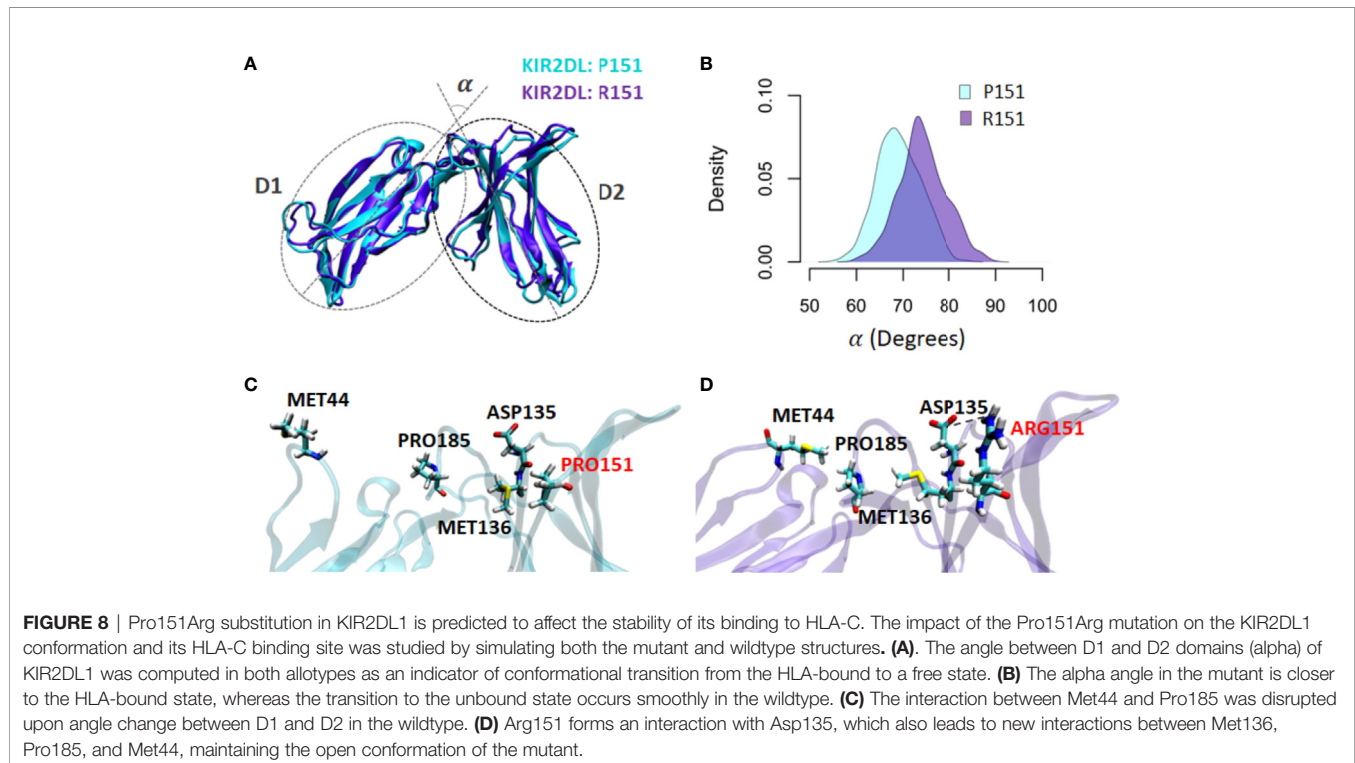 A
KIR2DL: P151
KIR2DL: R151
α
D1
D2
B
P151
R151
Density
0.10
0.05
0.00
50 60 70 80 90 100
α (Degrees)
C
MET44
PRO185
ASP135
PRO151
MET136
D
MET44
PRO185
ASP135
ARG151
MET136
FIGURE 8 | Pro151Arg substitution in KIR2DL1 is predicted to affect the stability of its binding to HLA-C. The impact of the Pro151Arg mutation on the KIR2DL1
conformation and its HLA-C binding site was studied by simulating both the mutant and wildtype structures. (A). The angle between D1 and D2 domains (alpha) of
KIR2DL1 was computed in both allotypes as an indicator of conformational transition from the HLA-bound to a free state. (B) The alpha angle in the mutant is closer
to the HLA-bound state, whereas the transition to the unbound state occurs smoothly in the wildtype. (C) The interaction between Met44 and Pro185 was disrupted
upon angle change between D1 and D2 in the wildtype. (D) Arg151 forms an interaction with Asp135, which also leads to new interactions between Met136,
Pro185, and Met44, maintaining the open conformation of the mutant.